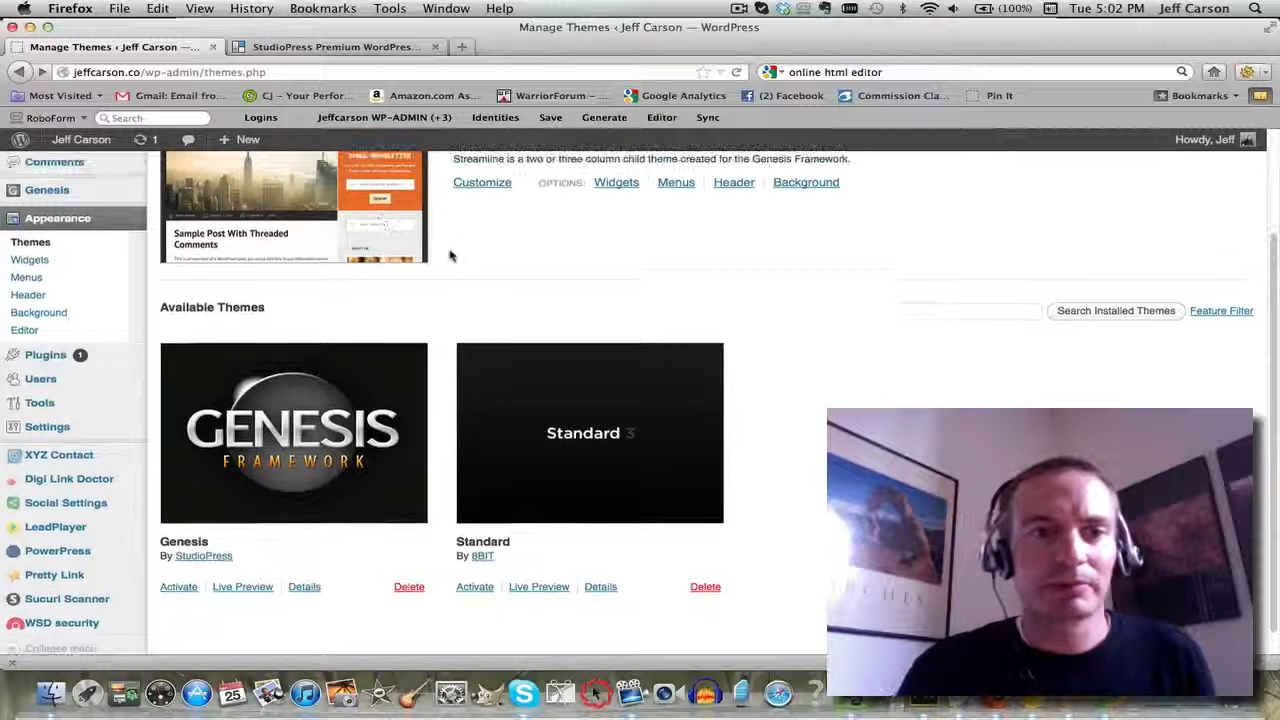 Firefox File Edit View History Bookmarks Tools Window Help (100%) Tue 5:02 PM Jeff Carson
Manage Themes ‹ Jeff Carson — WordPress
Manage Themes ‹ Jeff Carson —... StudioPress Premium WordPres...
jeffcarson.co/wp-admin/themes.php online html editor
Most Visited Gmail: Email fro... CJ - Your Perfor... Amazon.com As... WarriorForum – ... Google Analytics (2) Facebook Commission Cla... Pin It Bookmarks
RoboForm Search Logins Jeffcarson WP-ADMIN (+3) Identities Save Generate Editor Sync
Jeff Carson 1 + New Howdy, Jeff
Comments
Genesis
Appearance
Themes
Widgets
Menus
Header
Background
Editor
Plugins 1
Users
Tools
Settings
XYZ Contact
Digi Link Doctor
Social Settings
LeadPlayer
PowerPress
Pretty Link
Sucuri Scanner
WSD security
Collapse menu
Streamline is a two or three column child theme created for the Genesis Framework.
Customize OPTIONS: Widgets Menus Header Background
Sample Post With Threaded
Comments
Available Themes
Search Installed Themes Feature Filter
GENESIS
FRAMEWORK
Standard 3
Genesis
By StudioPress
Activate Live Preview Details Delete
Standard
By 8BIT
Activate Live Preview Details Delete
25